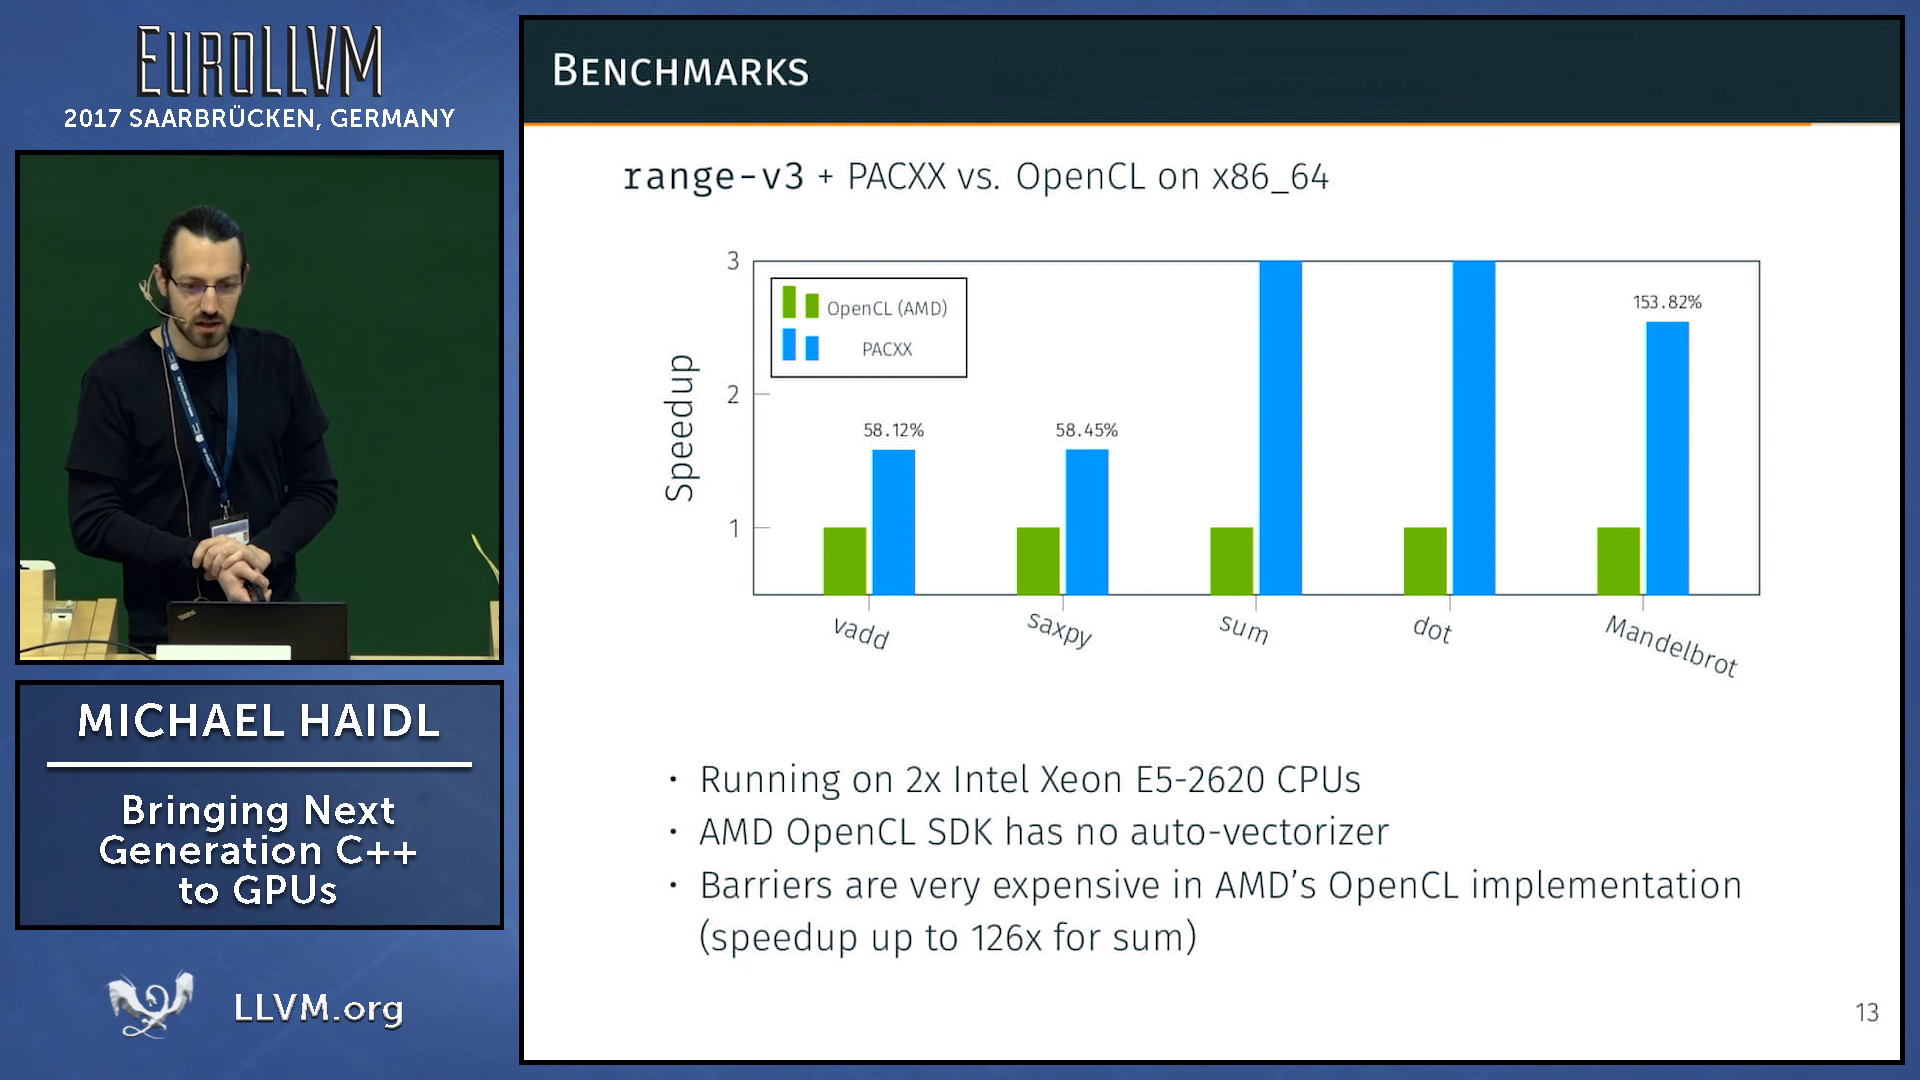 EUROLLVM
2017 SAARBRÜCKEN, GERMANY
MICHAEL HAIDL
Bringing Next
Generation C++
to GPUs
LLVM.org
BENCHMARKS
range-v3 + PACXX vs. OpenCL on x86_64
Speedup
3
2
1
OpenCL (AMD)
PACXX
58.12%
58.45%
153.82%
vadd
saxpy
sum
dot
Mandelbrot
· Running on 2x Intel Xeon E5-2620 CPUs
· AMD OpenCL SDK has no auto-vectorizer
· Barriers are very expensive in AMD’s OpenCL implementation
(speedup up to 126x for sum)
13